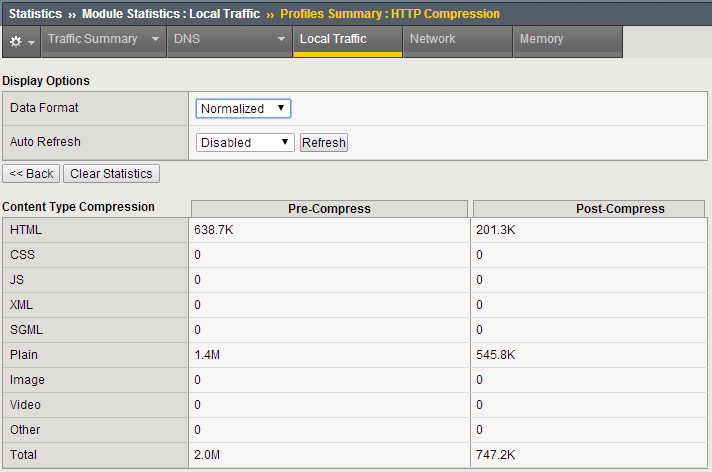 Statistics ›› Module Statistics : Local Traffic ›› Profiles Summary : HTTP Compression
Traffic Summary DNS Local Traffic Network Memory
Display Options
Data Format Normalized
Auto Refresh Disabled Refresh
<< Back Clear Statistics
Content Type Compression Pre-Compress Post-Compress
HTML 638.7K 201.3K
CSS 0 0
JS 0 0
XML 0 0
SGML 0 0
Plain 1.4M 545.8K
Image 0 0
Video 0 0
Other 0 0
Total 2.0M 747.2K